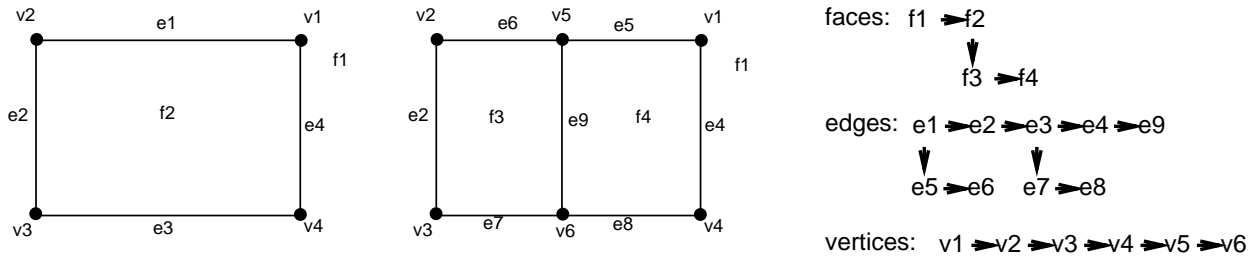 v2 e1 v1
f1
e2 f2 e4
v3 e3 v4
v2 e6 v5 e5 v1
f1
e2 f3 e9 f4 e4
v3 e7 v6 e8 v4
faces: f1 f2
f3 f4
edges: e1 e2 e3 e4 e9
e5 e6 e7 e8
vertices: v1 v2 v3 v4 v5 v6